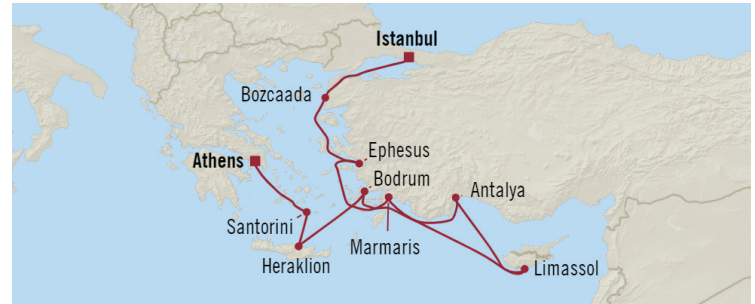 Istanbul
Bozcaada
Athens
Ephesus
Bodrum
Antalya
Santorini
Marmaris
Heraklion
Limassol